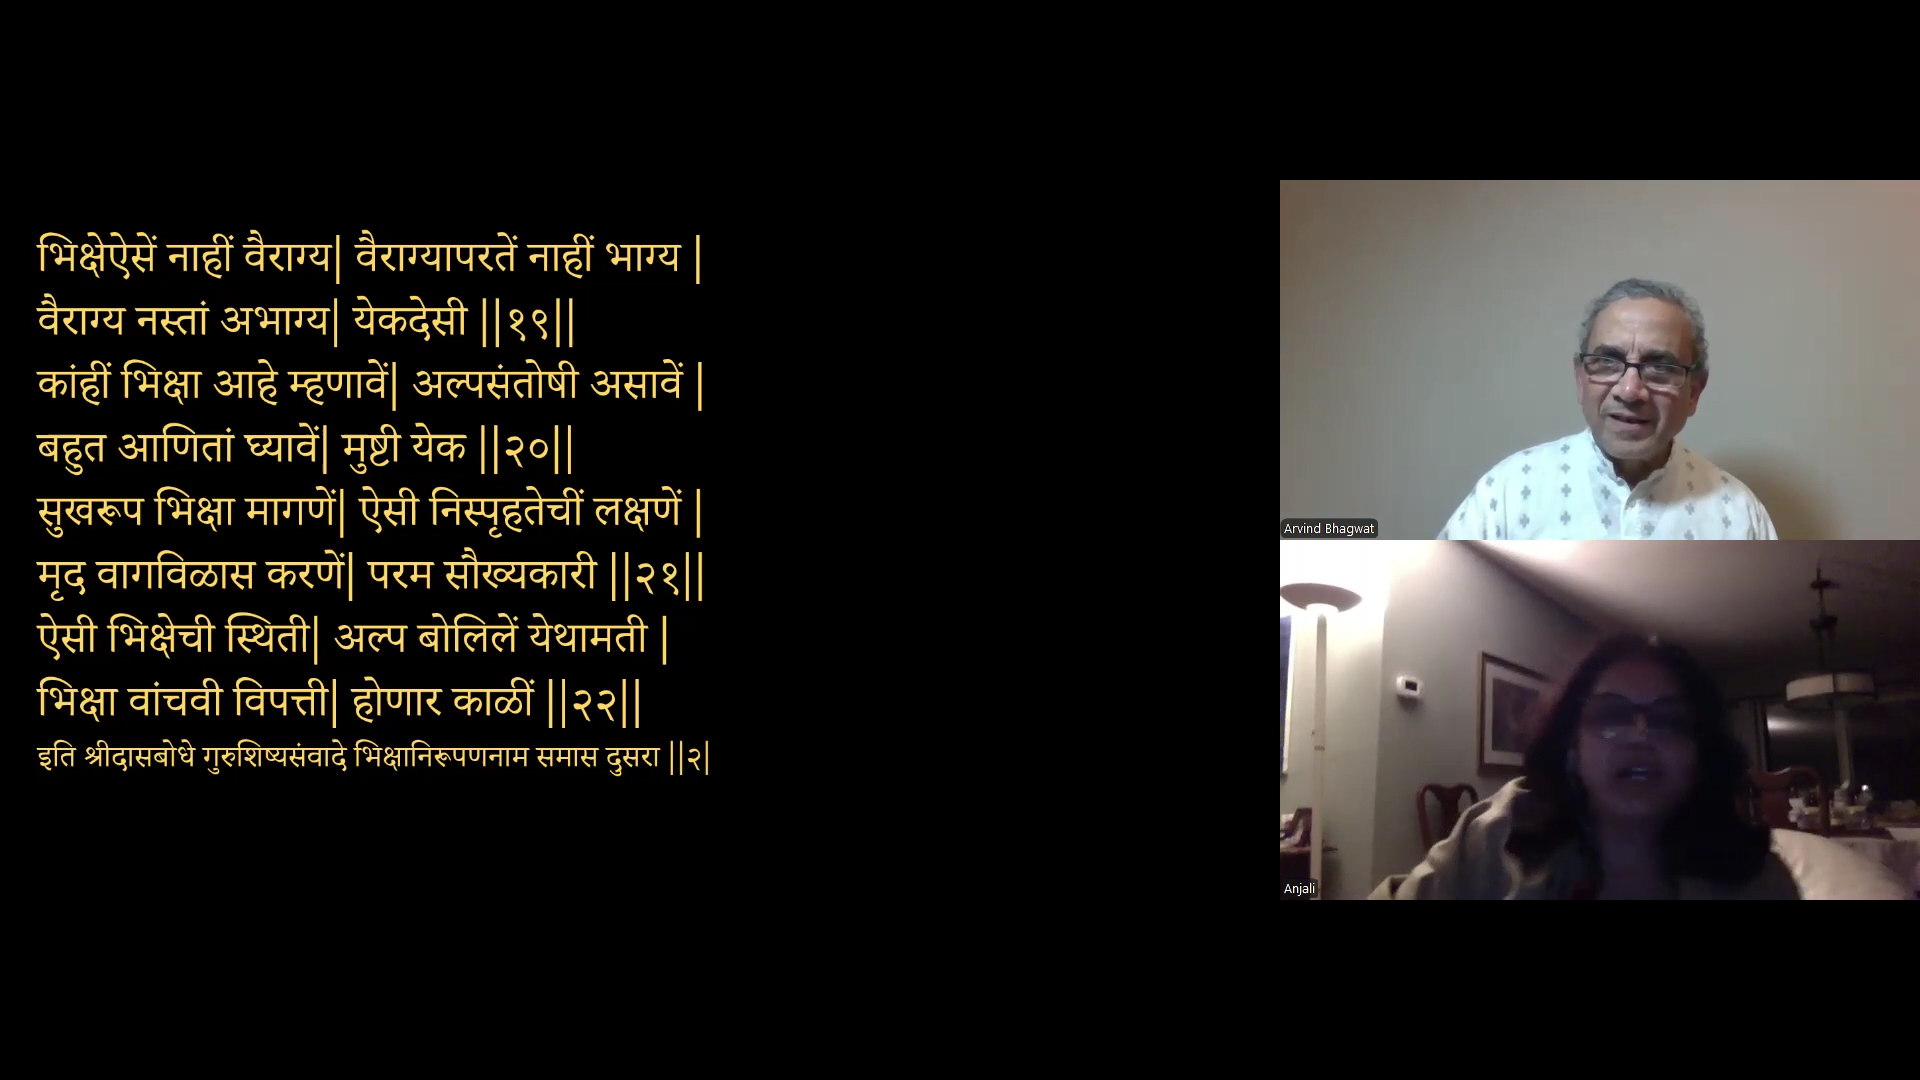 भिक्षेऐसें नाहीं वैराग्य| वैराग्यापरतें नाहीं भाग्य |
वैराग्य नस्तां अभाग्य| येकदेसी ||१९||
कांहीं भिक्षा आहे म्हणावें| अल्पसंतोषी असावें |
बहुत आणितां घ्यावें| मुष्टी येक ||२०||
सुखरूप भिक्षा मागणें| ऐसी निस्पृहतेचीं लक्षणें |
मृद वागविळास करणें| परम सौख्यकारी ||२१||
ऐसी भिक्षेची स्थिती| अल्प बोलिलें येथामती |
भिक्षा वांचवी विपत्ती| होणार काळीं ||२२||
इति श्रीदासबोधे गुरुशिष्यसंवादे भिक्षानिरूपणनाम समास दुसरा ||२|
Arvind Bhagwat
Anjali